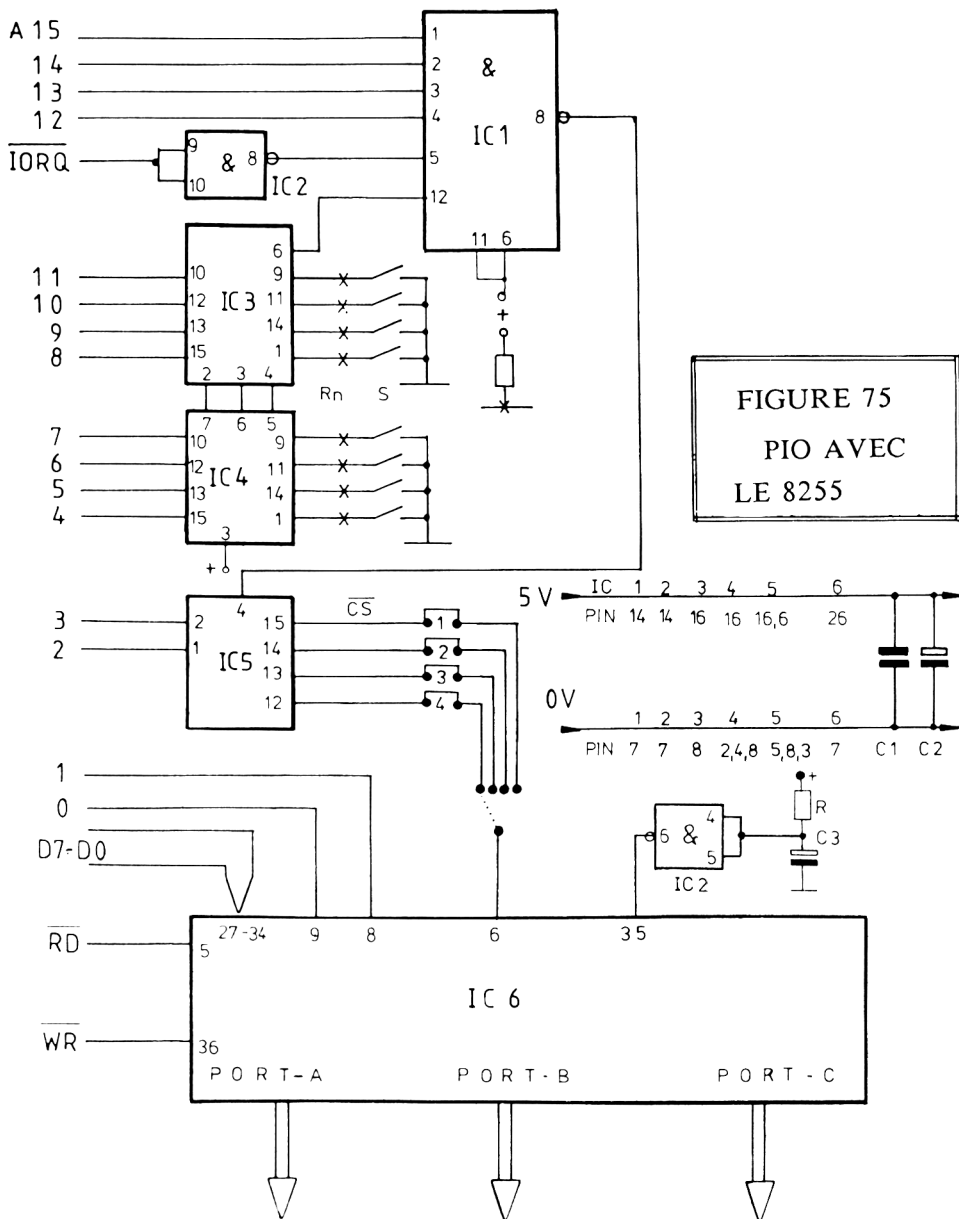 A 15 1
14 2 &
13 3
12 4 IC1 8
IORQ 9 & 8 5
10 IC2
12
6 11 6
11 10 9
10 12 IC3 11
9 13 14 +
8 15 1
2 3 4 Rn S
7 6 5
7 10 9
6 12 IC4 11
5 13 14
4 15 1
3
+
FIGURE 75
PIO AVEC
LE 8255
4
3 2 15 CS 1
2 1 IC5 14 2
13 3
12 4
5V IC 1 2 3 4 5 6
PIN 14 14 16 16 16,6 26
0V 1 2 3 4 5 6
PIN 7 7 8 2,4,8 5,8,3 7 C1 C2
1
0
D7-D0
+
R
6 & 4 C3
5
IC2
RD 5 27-34 9 8 6 35
IC 6
WR 36
PORT-A PORT-B PORT-C